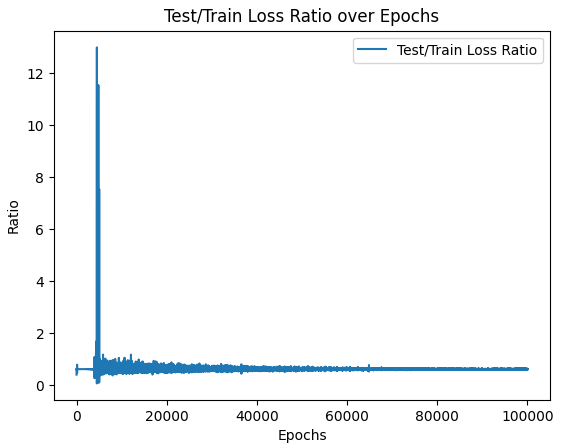 Test/Train Loss Ratio over Epochs
Test/Train Loss Ratio
12
10
8
6
4
2
0
Ratio
0 20000 40000 60000 80000 100000
Epochs